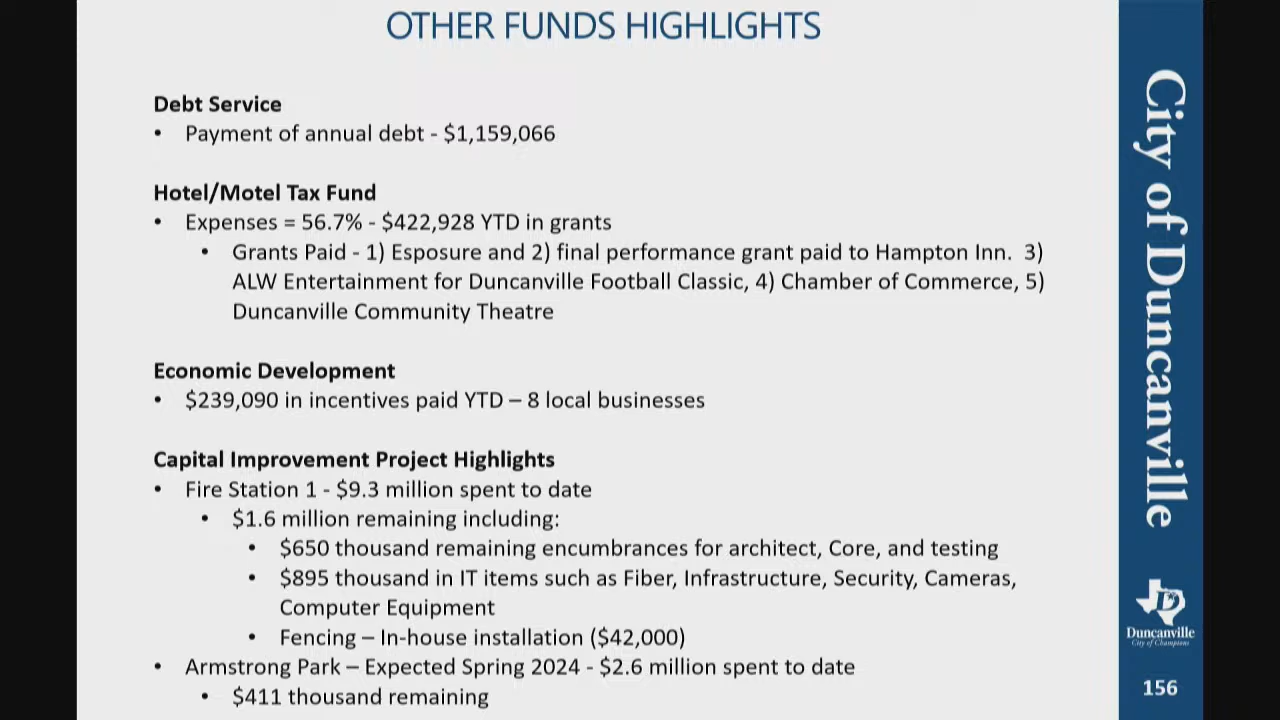 OTHER FUNDS HIGHLIGHTS
Debt Service
• Payment of annual debt - $1,159,066
Hotel/Motel Tax Fund
• Expenses = 56.7% - $422,928 YTD in grants
• Grants Paid - 1) Esposure and 2) final performance grant paid to Hampton Inn. 3)
ALW Entertainment for Duncanville Football Classic, 4) Chamber of Commerce, 5)
Duncanville Community Theatre
Economic Development
• $239,090 in incentives paid YTD – 8 local businesses
Capital Improvement Project Highlights
• Fire Station 1 - $9.3 million spent to date
• $1.6 million remaining including:
• $650 thousand remaining encumbrances for architect, Core, and testing
• $895 thousand in IT items such as Fiber, Infrastructure, Security, Cameras,
Computer Equipment
• Fencing – In-house installation ($42,000)
• Armstrong Park – Expected Spring 2024 - $2.6 million spent to date
• $411 thousand remaining
City of Duncanville
D
Duncanville
City of Champions
156